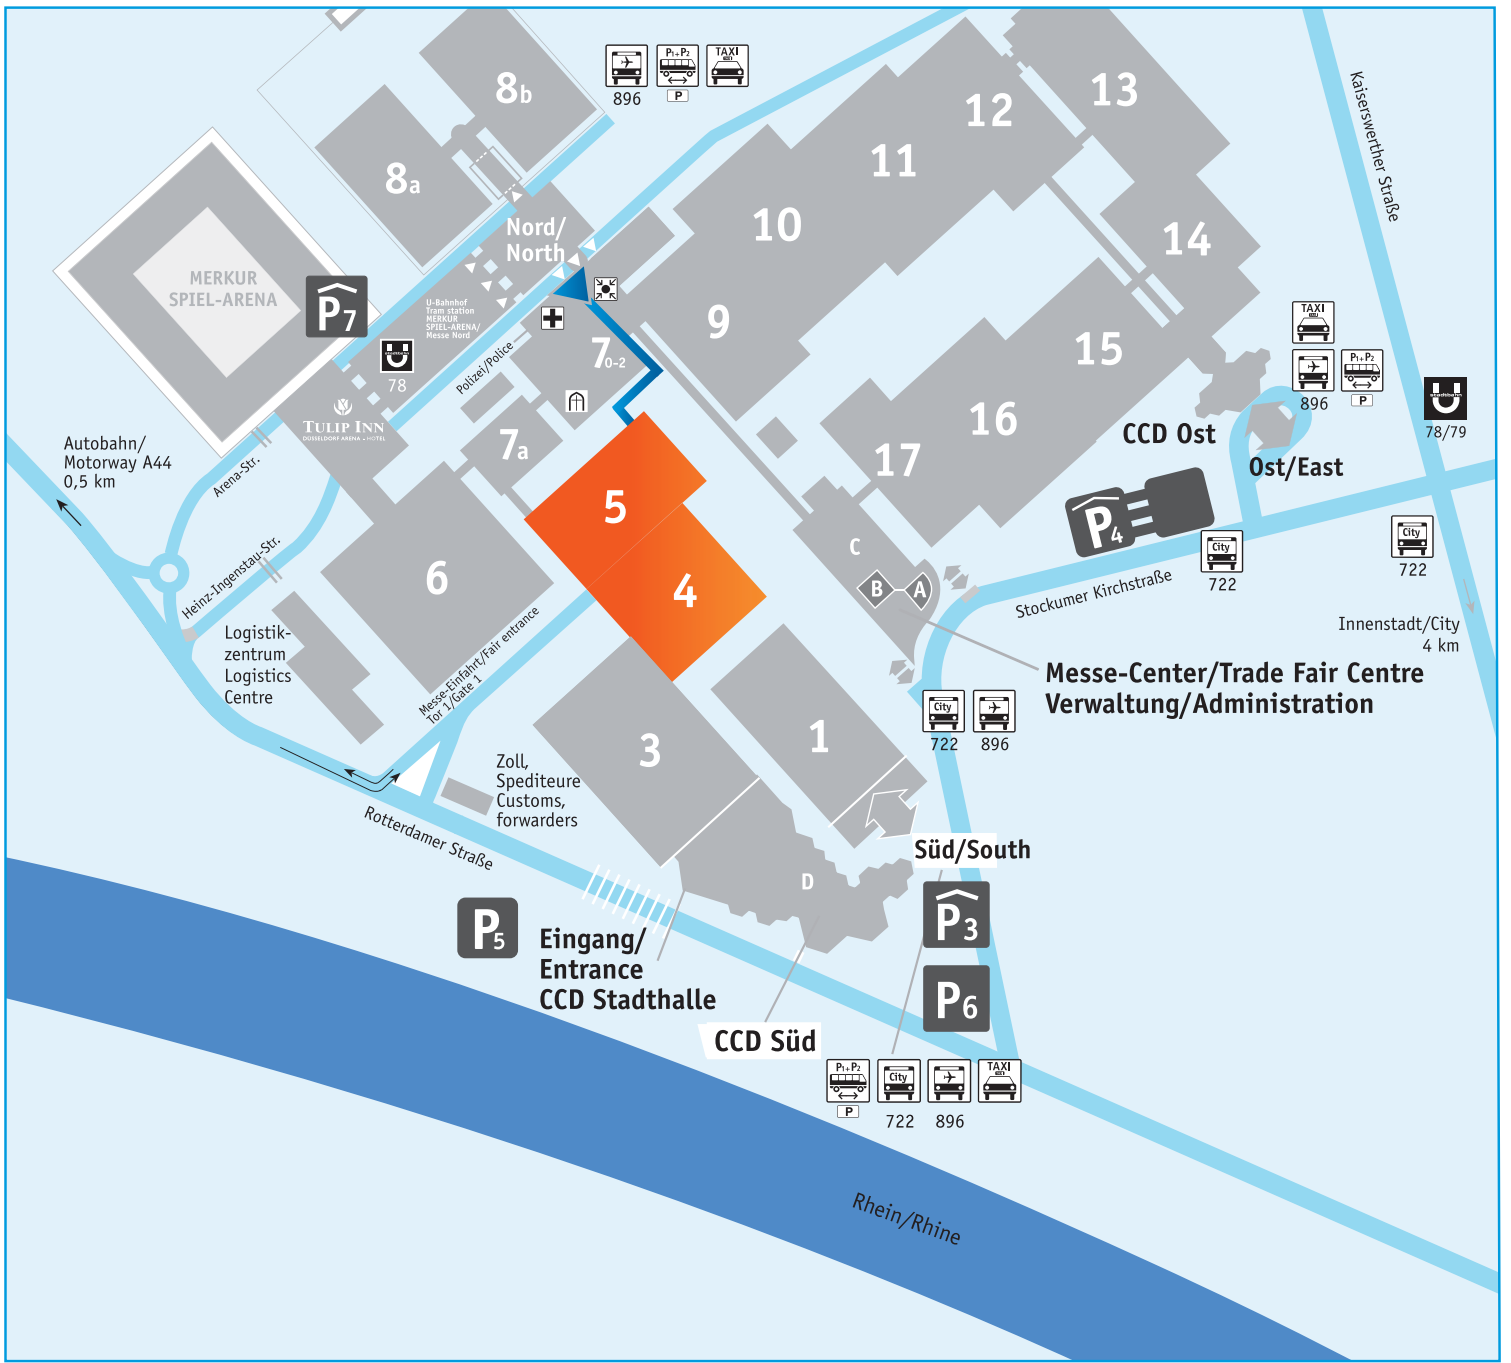 8b
P1+P2
TAXI
896
P
13
12
11
10
8a
Kaiserswerther Straße
Nord/
North
14
MERKUR
SPIEL-ARENA
P7
U-Bahnhof
Tram station
MERKUR
SPIEL-ARENA/
Messe Nord
9
15
7 0-2
Polizei/Police
78
TAXI
P1+P2
896
P
stadtbahn
78/79
TULIP INN
DÜSSELDORF ARENA • HOTEL
16
CCD Ost
Ost/East
Autobahn/
Motorway A44
0,5 km
Arena-Str.
7a
17
5
P4
City
722
City
722
C
B
A
6
4
Heinz-Ingenstau-Str.
Stockumer Kirchstraße
Innenstadt/City
4 km
Logistik-
zentrum
Logistics
Centre
Messe-Einfahrt/Fair entrance
Tor 1/Gate 1
Messe-Center/Trade Fair Centre
Verwaltung/Administration
City
722
896
3
1
Zoll,
Spediteure
Customs,
forwarders
Rotterdamer Straße
Süd/South
D
P3
P5
Eingang/
Entrance
CCD Stadthalle
P6
CCD Süd
P1+P2
City
TAXI
P
722
896
Rhein/Rhine